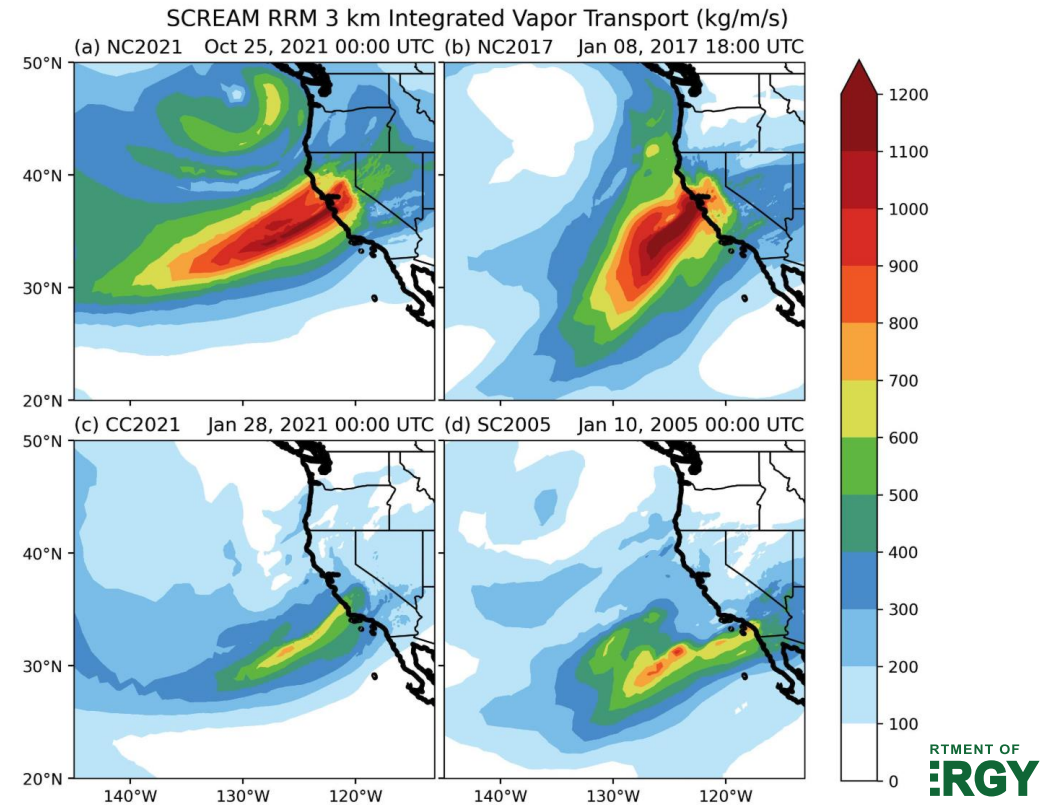 SCREAM RRM 3 km Integrated Vapor Transport (kg/m/s)
(a) NC2021 Oct 25, 2021 00:00 UTC
(b) NC2017 Jan 08, 2017 18:00 UTC
50°N
40°N
30°N
20°N
(c) CC2021 Jan 28, 2021 00:00 UTC
(d) SC2005 Jan 10, 2005 00:00 UTC
50°N
40°N
30°N
20°N
140°W 130°W 120°W
140°W 130°W 120°W
1200
1100
1000
900
800
700
600
500
400
300
200
100
0
RTMENT OF
ERGY